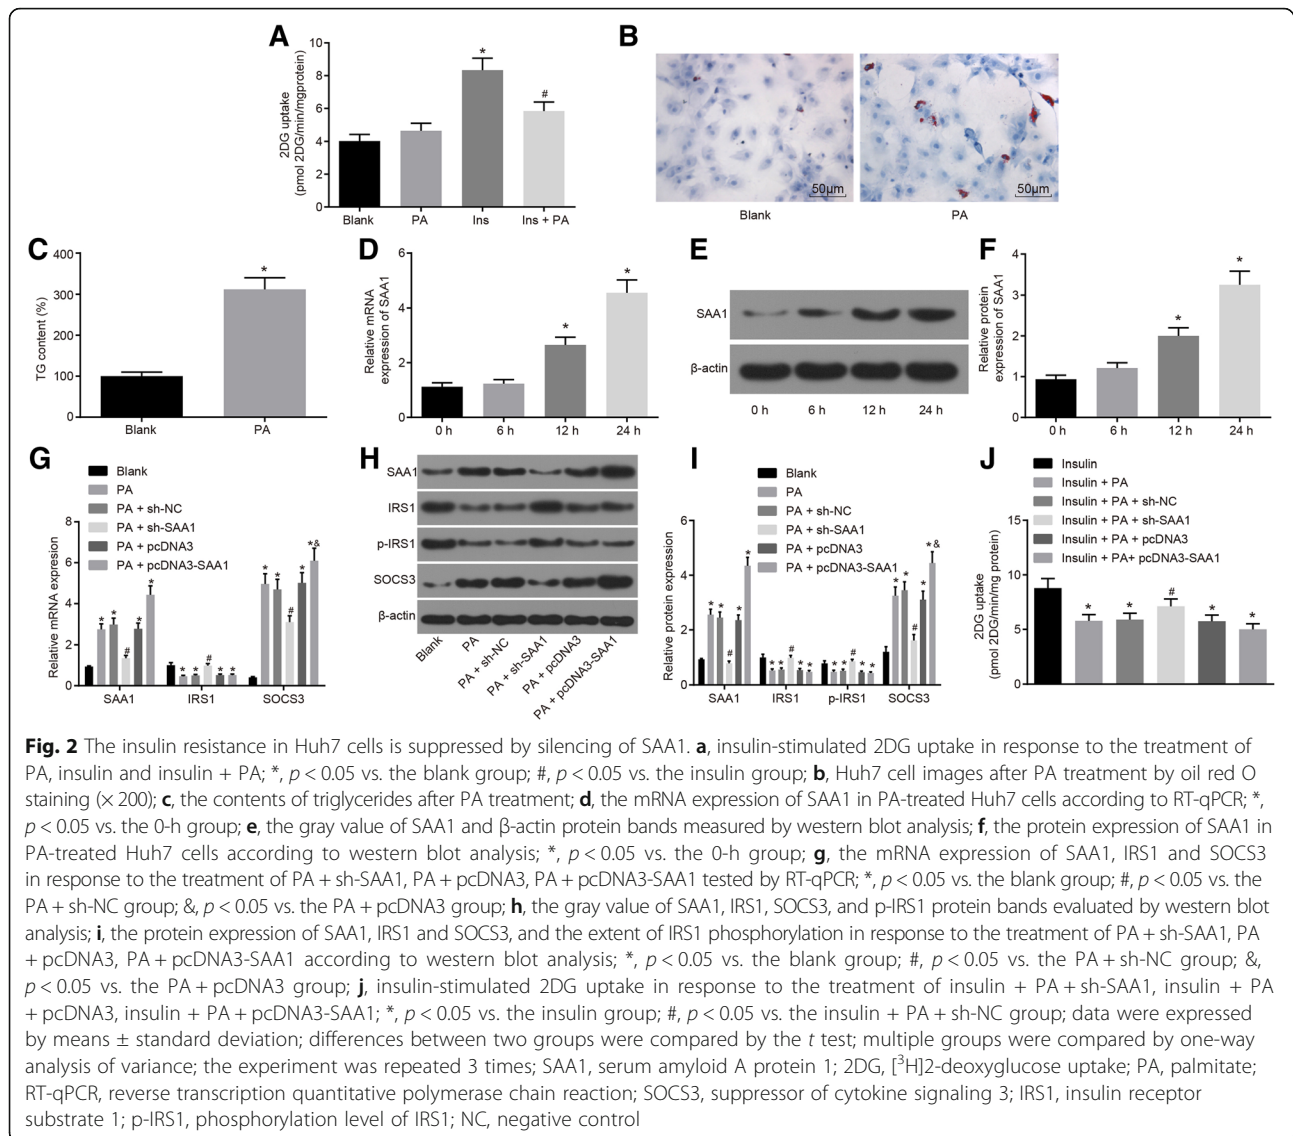 A
10
8
6
4
2
0
2DG uptake
(pmol 2DG/min/mgprotein)
*
#
Blank
PA
Ins
Ins + PA
B
50μm
50μm
Blank
PA
C
400
300
200
100
0
TG content (%)
*
Blank
PA
D
6
4
2
0
Relative mRNA
expression of SAA1
*
*
0 h
6 h
12 h
24 h
E
SAA1
β-actin
0 h
6 h
12 h
24 h
F
4
3
2
1
0
Relative protein
expression of SAA1
*
*
0 h
6 h
12 h
24 h
G
Blank
PA
PA + sh-NC
PA + sh-SAA1
PA + pcDNA3
PA + pcDNA3-SAA1
8
6
4
2
0
Relative mRNA expression
* * # * *
* * # * *
* * # * *&
SAA1
IRS1
SOCS3
H
SAA1
IRS1
p-IRS1
SOCS3
β-actin
Blank
PA
PA + sh-NC
PA + sh-SAA1
PA + pcDNA3
PA + pcDNA3-SAA1
I
Blank
PA
PA + sh-NC
PA + sh-SAA1
PA + pcDNA3
PA + pcDNA3-SAA1
6
4
2
0
Relative protein expression
* * # * *
* * # * *
* * # * *
* * # * *&
SAA1
IRS1
p-IRS1
SOCS3
J
Insulin
Insulin + PA
Insulin + PA + sh-NC
Insulin + PA + sh-SAA1
Insulin + PA + pcDNA3
Insulin + PA+ pcDNA3-SAA1
15
10
5
0
2DG uptake
(pmol 2DG/min/mg protein)
* * # * *
Fig. 2 The insulin resistance in Huh7 cells is suppressed by silencing of SAA1. a, insulin-stimulated 2DG uptake in response to the treatment of
PA, insulin and insulin + PA; *, p < 0.05 vs. the blank group; #, p < 0.05 vs. the insulin group; b, Huh7 cell images after PA treatment by oil red O
staining (× 200); c, the contents of triglycerides after PA treatment; d, the mRNA expression of SAA1 in PA-treated Huh7 cells according to RT-qPCR; *,
p < 0.05 vs. the 0-h group; e, the gray value of SAA1 and β-actin protein bands measured by western blot analysis; f, the protein expression of SAA1 in
PA-treated Huh7 cells according to western blot analysis; *, p < 0.05 vs. the 0-h group; g, the mRNA expression of SAA1, IRS1 and SOCS3
in response to the treatment of PA + sh-SAA1, PA + pcDNA3, PA + pcDNA3-SAA1 tested by RT-qPCR; *, p < 0.05 vs. the blank group; #, p < 0.05 vs. the
PA + sh-NC group; &, p < 0.05 vs. the PA + pcDNA3 group; h, the gray value of SAA1, IRS1, SOCS3, and p-IRS1 protein bands evaluated by western blot
analysis; i, the protein expression of SAA1, IRS1 and SOCS3, and the extent of IRS1 phosphorylation in response to the treatment of PA + sh-SAA1, PA
+ pcDNA3, PA + pcDNA3-SAA1 according to western blot analysis; *, p < 0.05 vs. the blank group; #, p < 0.05 vs. the PA + sh-NC group; &,
p < 0.05 vs. the PA + pcDNA3 group; j, insulin-stimulated 2DG uptake in response to the treatment of insulin + PA + sh-SAA1, insulin + PA
+ pcDNA3, insulin + PA + pcDNA3-SAA1; *, p < 0.05 vs. the insulin group; #, p < 0.05 vs. the insulin + PA + sh-NC group; data were expressed
by means ± standard deviation; differences between two groups were compared by the t test; multiple groups were compared by one-way
analysis of variance; the experiment was repeated 3 times; SAA1, serum amyloid A protein 1; 2DG, [³H]2-deoxyglucose uptake; PA, palmitate;
RT-qPCR, reverse transcription quantitative polymerase chain reaction; SOCS3, suppressor of cytokine signaling 3; IRS1, insulin receptor
substrate 1; p-IRS1, phosphorylation level of IRS1; NC, negative control